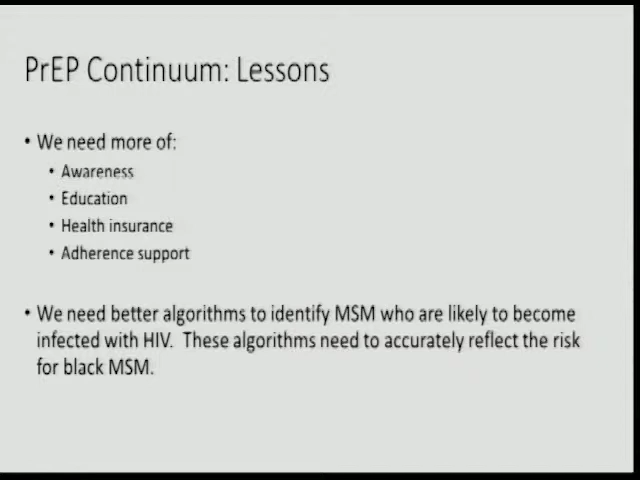 PrEP Continuum: Lessons
• We need more of:
• Awareness
• Education
• Health insurance
• Adherence support
• We need better algorithms to identify MSM who are likely to become
infected with HIV. These algorithms need to accurately reflect the risk
for black MSM.